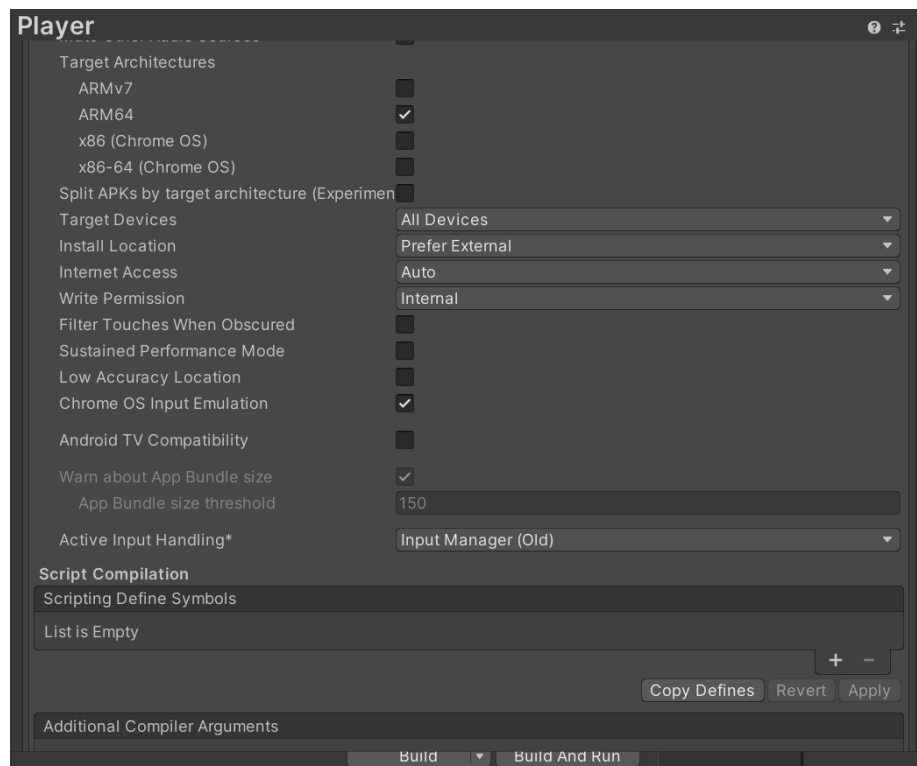 Player
Mute Other Audio Sources
Target Architectures
ARMv7
ARM64
x86 (Chrome OS)
x86-64 (Chrome OS)
Split APKs by target architecture (Experimen
Target Devices All Devices
Install Location Prefer External
Internet Access Auto
Write Permission Internal
Filter Touches When Obscured
Sustained Performance Mode
Low Accuracy Location
Chrome OS Input Emulation
Android TV Compatibility
Warn about App Bundle size
App Bundle size threshold 150
Active Input Handling* Input Manager (Old)
Script Compilation
Scripting Define Symbols
List is Empty
+ −
Copy Defines Revert Apply
Additional Compiler Arguments
Build Build And Run